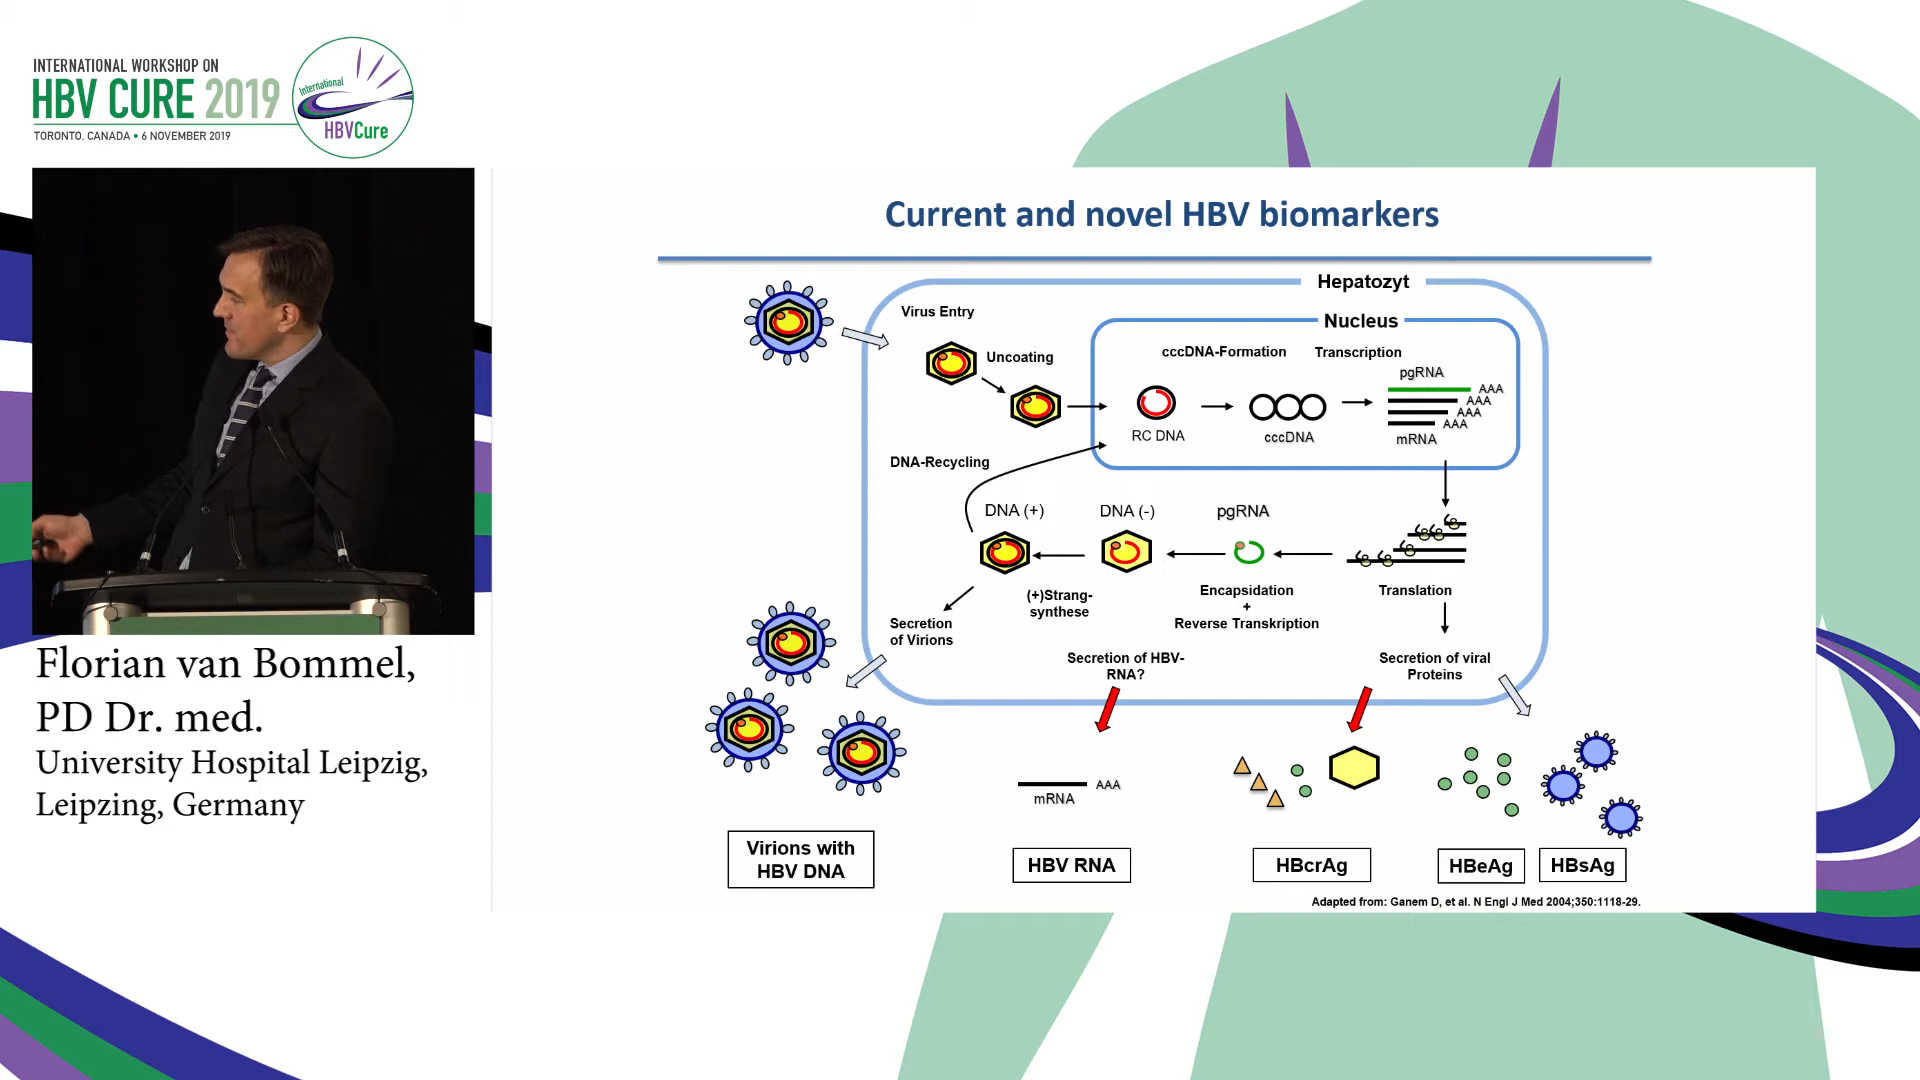 INTERNATIONAL WORKSHOP ON
HBV CURE 2019
TORONTO, CANADA • 6 NOVEMBER 2019
International
HBVCure
Florian van Bommel,
PD Dr. med.
University Hospital Leipzig,
Leipzing, Germany
Current and novel HBV biomarkers
Hepatozyt
Virus Entry
Nucleus
Uncoating
cccDNA-Formation
Transcription
pgRNA
AAA
AAA
AAA
AAA
RC DNA
cccDNA
mRNA
DNA-Recycling
DNA (+)
DNA (-)
pgRNA
(+)Strang-
synthese
Encapsidation
+
Reverse Transkription
Translation
Secretion
of Virions
Secretion of HBV-
RNA?
Secretion of viral
Proteins
mRNA
AAA
Virions with
HBV DNA
HBV RNA
HBcrAg
HBeAg
HBsAg
Adapted from: Ganem D, et al. N Engl J Med 2004;350:1118-29.